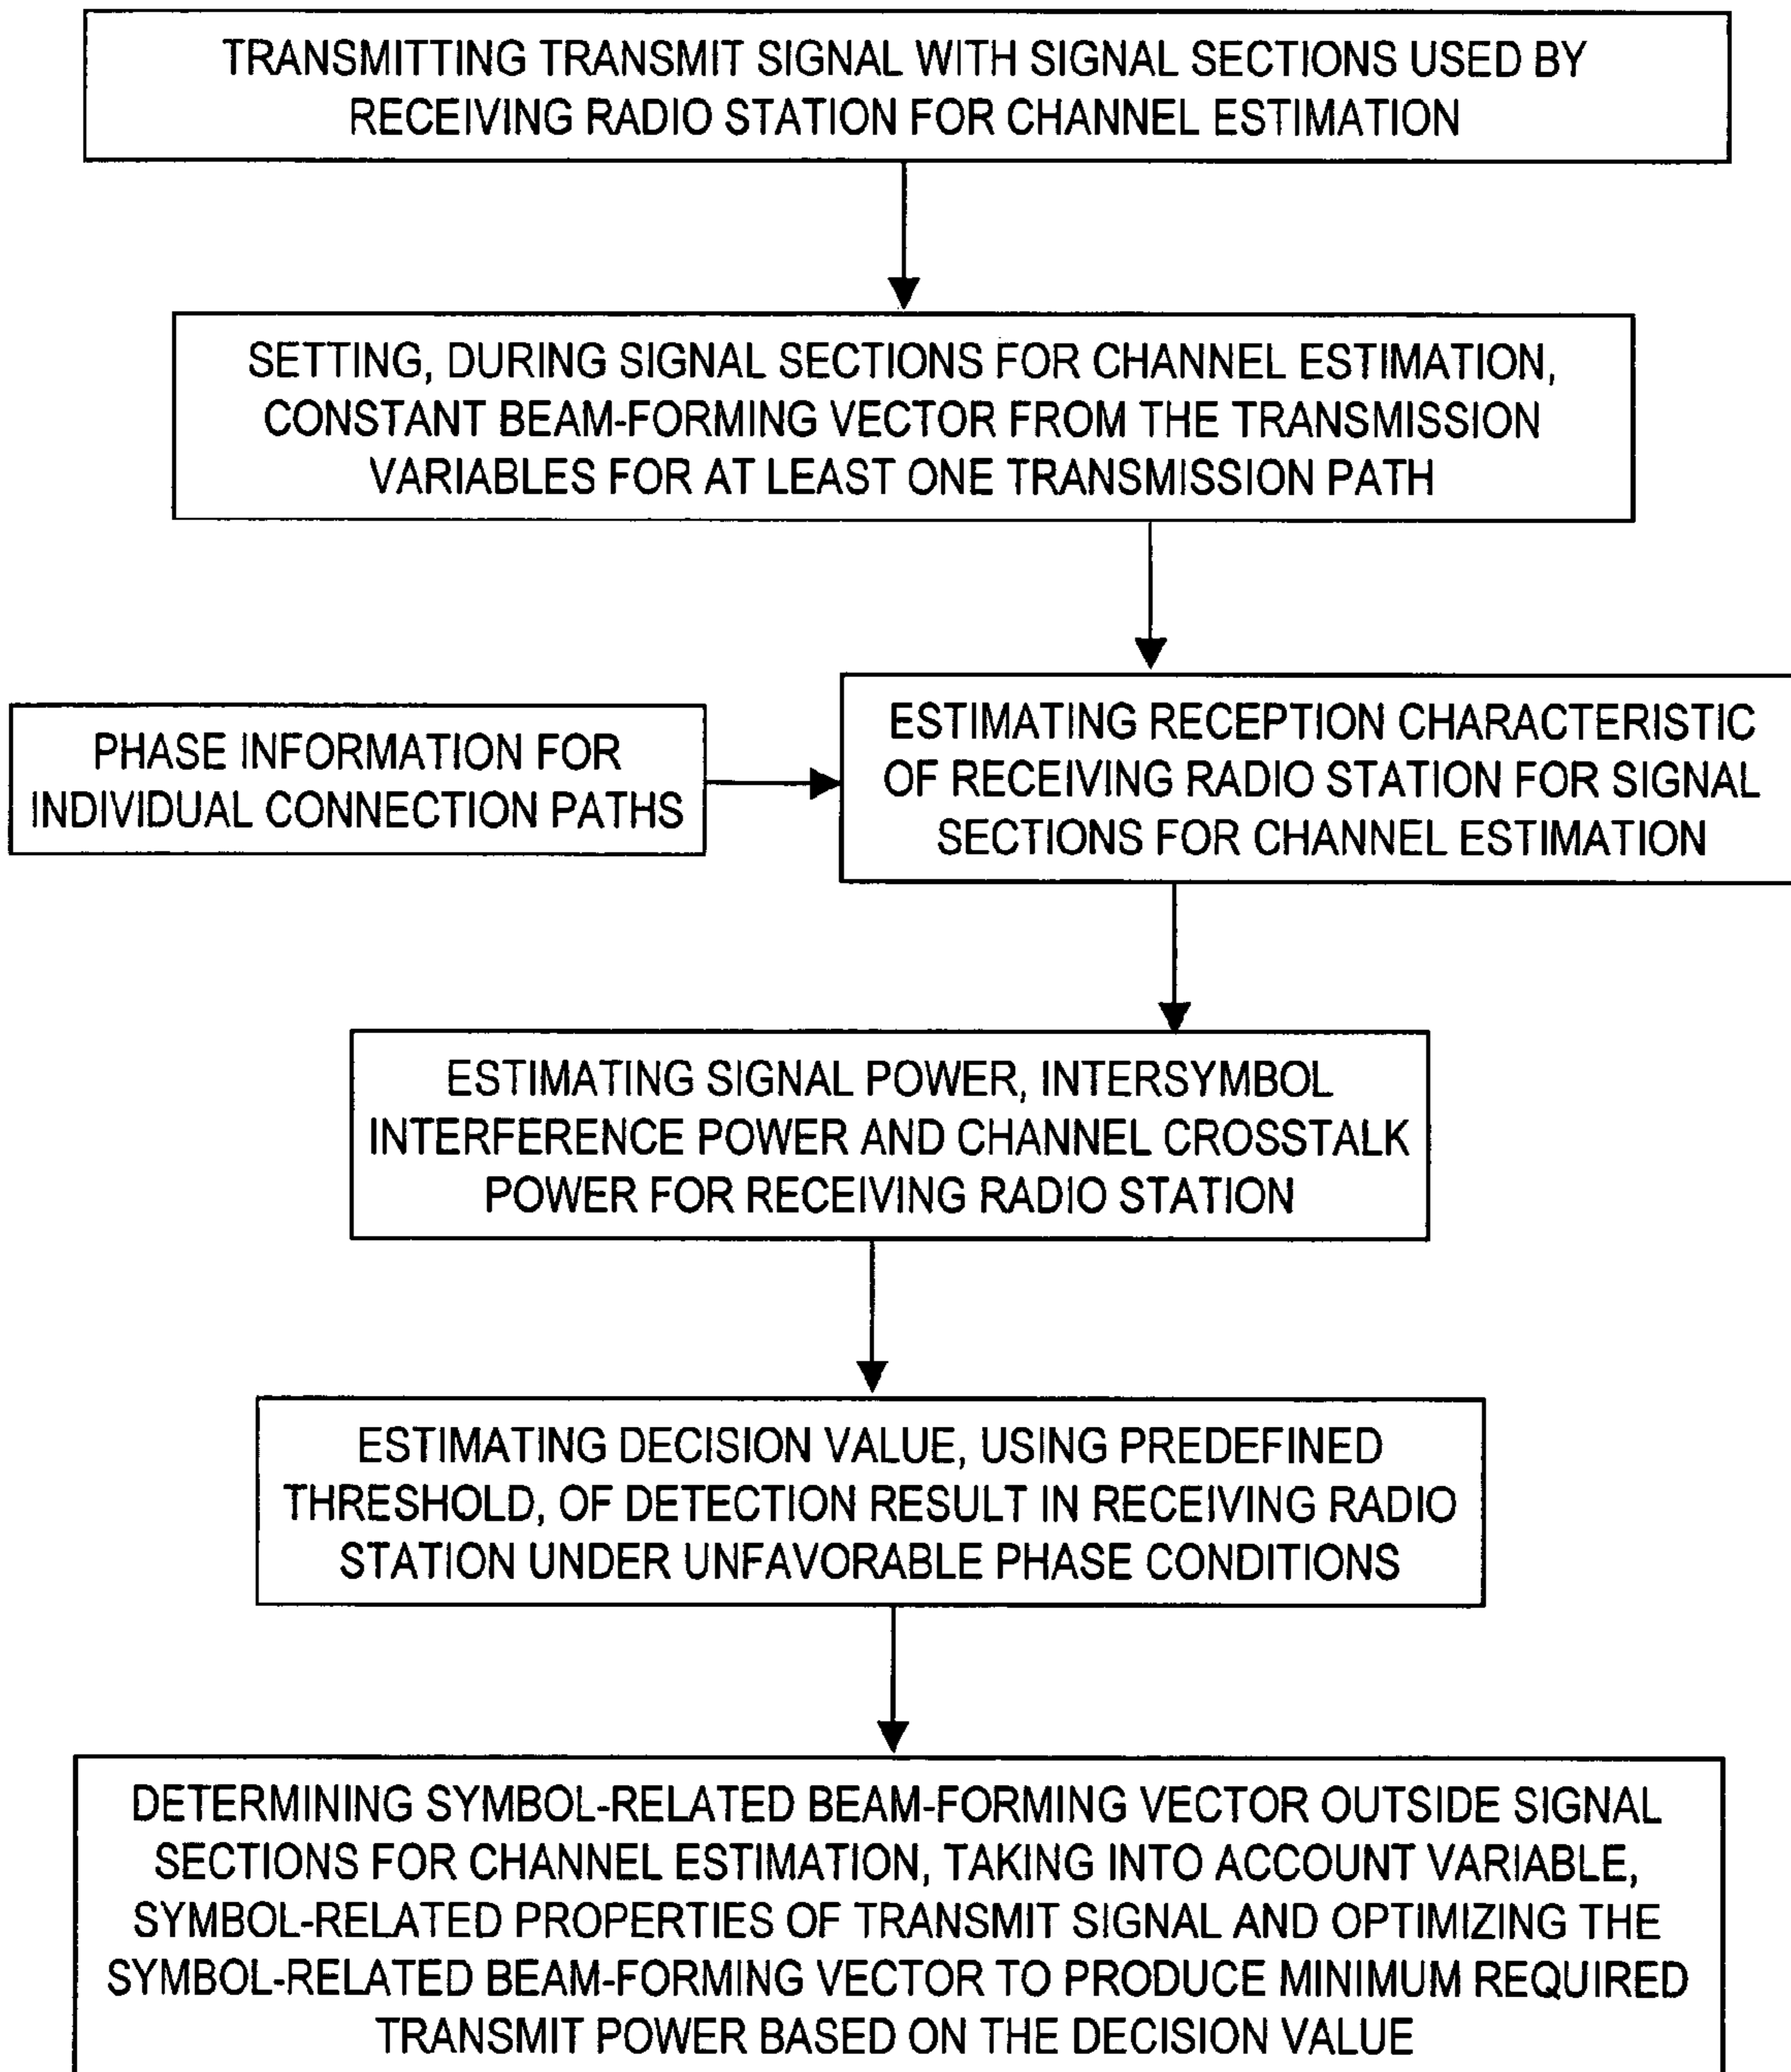 TRANSMITTING TRANSMIT SIGNAL WITH SIGNAL SECTIONS USED BY
RECEIVING RADIO STATION FOR CHANNEL ESTIMATION
SETTING, DURING SIGNAL SECTIONS FOR CHANNEL ESTIMATION,
CONSTANT BEAM-FORMING VECTOR FROM THE TRANSMISSION
VARIABLES FOR AT LEAST ONE TRANSMISSION PATH
PHASE INFORMATION FOR
INDIVIDUAL CONNECTION PATHS
ESTIMATING RECEPTION CHARACTERISTIC
OF RECEIVING RADIO STATION FOR SIGNAL
SECTIONS FOR CHANNEL ESTIMATION
ESTIMATING SIGNAL POWER, INTERSYMBOL
INTERFERENCE POWER AND CHANNEL CROSSTALK
POWER FOR RECEIVING RADIO STATION
ESTIMATING DECISION VALUE, USING PREDEFINED
THRESHOLD, OF DETECTION RESULT IN RECEIVING RADIO
STATION UNDER UNFAVORABLE PHASE CONDITIONS
DETERMINING SYMBOL-RELATED BEAM-FORMING VECTOR OUTSIDE SIGNAL
SECTIONS FOR CHANNEL ESTIMATION, TAKING INTO ACCOUNT VARIABLE,
SYMBOL-RELATED PROPERTIES OF TRANSMIT SIGNAL AND OPTIMIZING THE
SYMBOL-RELATED BEAM-FORMING VECTOR TO PRODUCE MINIMUM REQUIRED
TRANSMIT POWER BASED ON THE DECISION VALUE